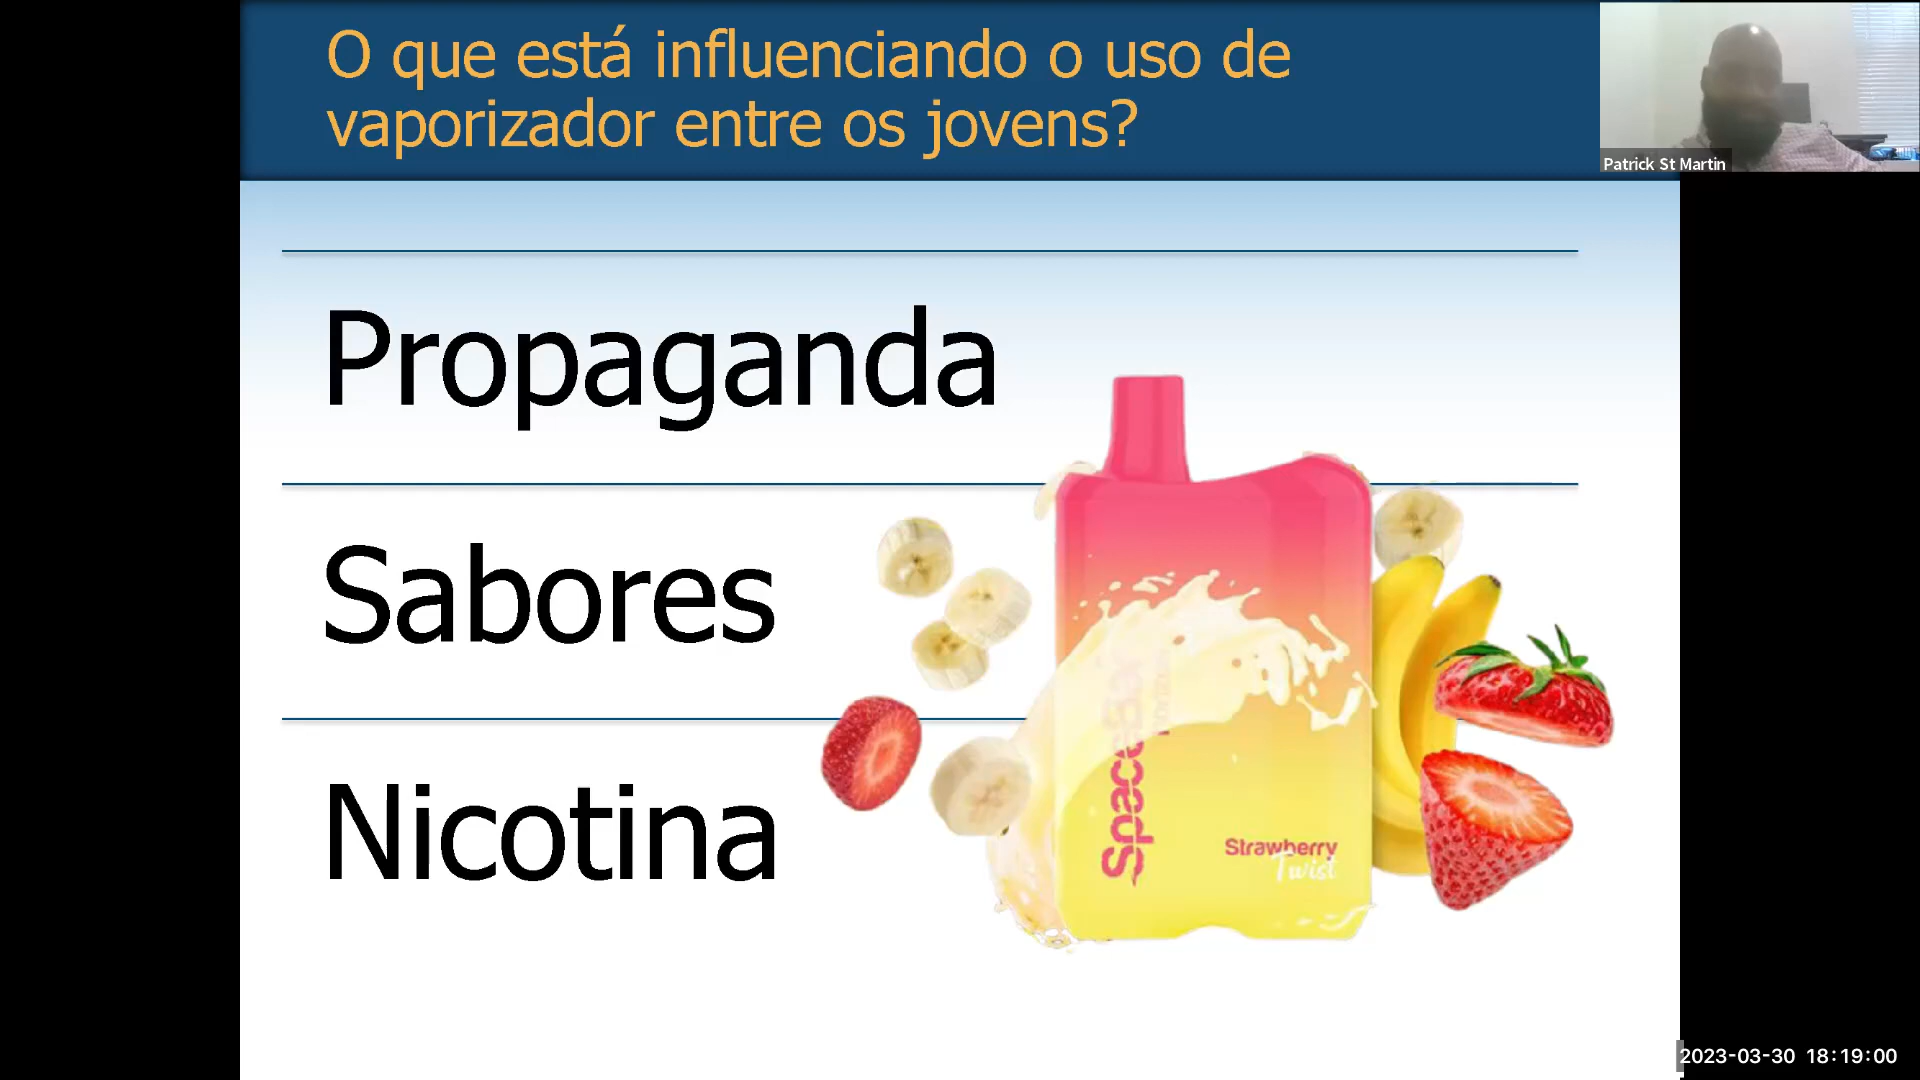 O que está influenciando o uso de
vaporizador entre os jovens?
Patrick St Martin
Propaganda
Sabores
Nicotina
Strawberry
Twist
2023-03-30 18:19:00